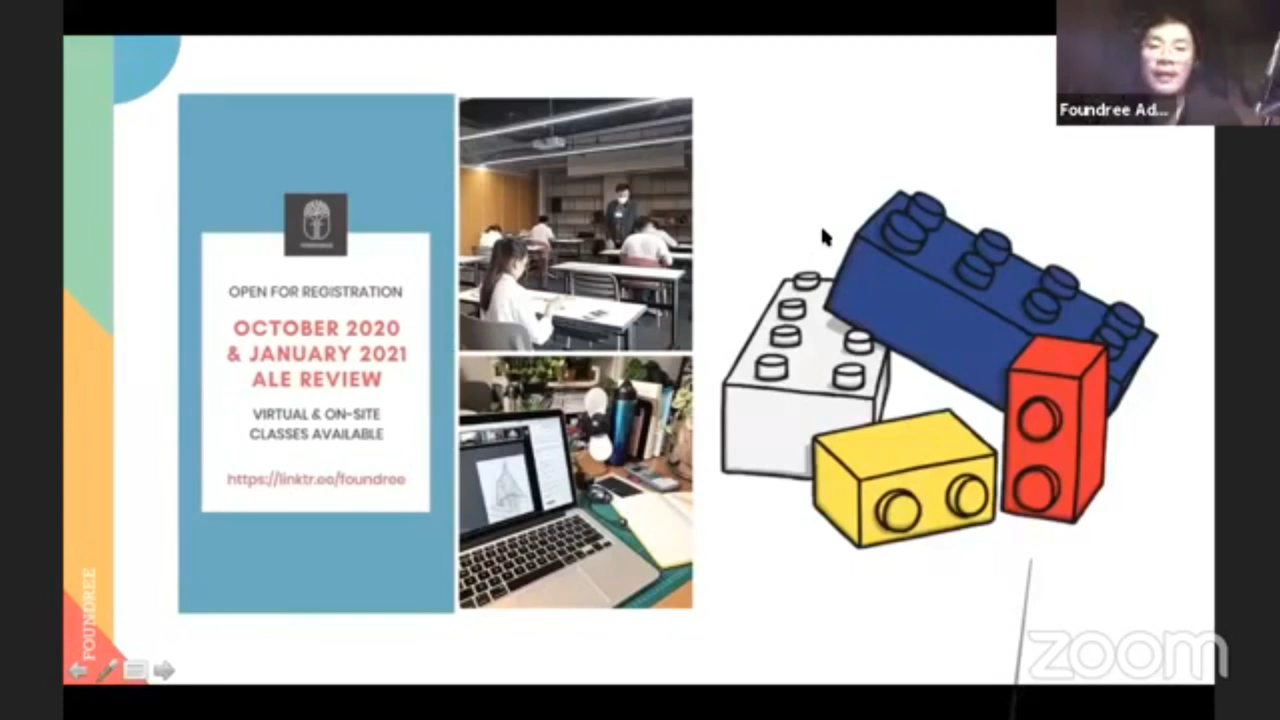 Foundree Ad...
OPEN FOR REGISTRATION
OCTOBER 2020
& JANUARY 2021
ALE REVIEW
VIRTUAL & ON-SITE
CLASSES AVAILABLE
https://linktr.ee/foundree
FOUNDREE
zoom